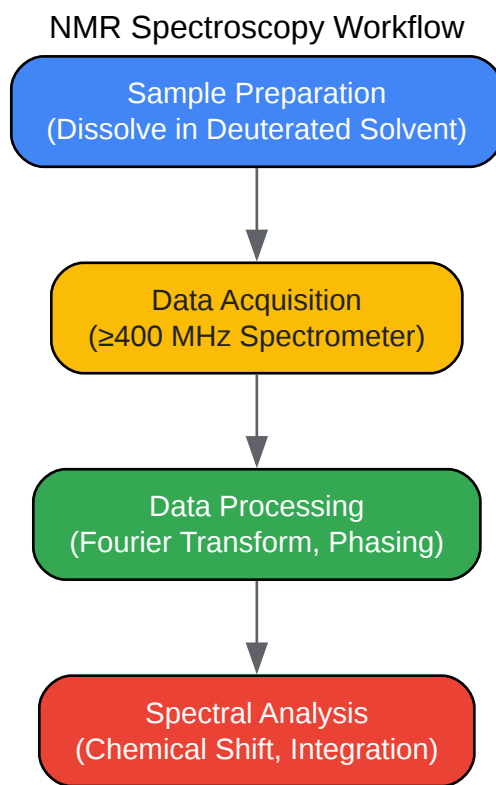 NMR Spectroscopy Workflow
Sample Preparation
(Dissolve in Deuterated Solvent)
Data Acquisition
(≥400 MHz Spectrometer)
Data Processing
(Fourier Transform, Phasing)
Spectral Analysis
(Chemical Shift, Integration)